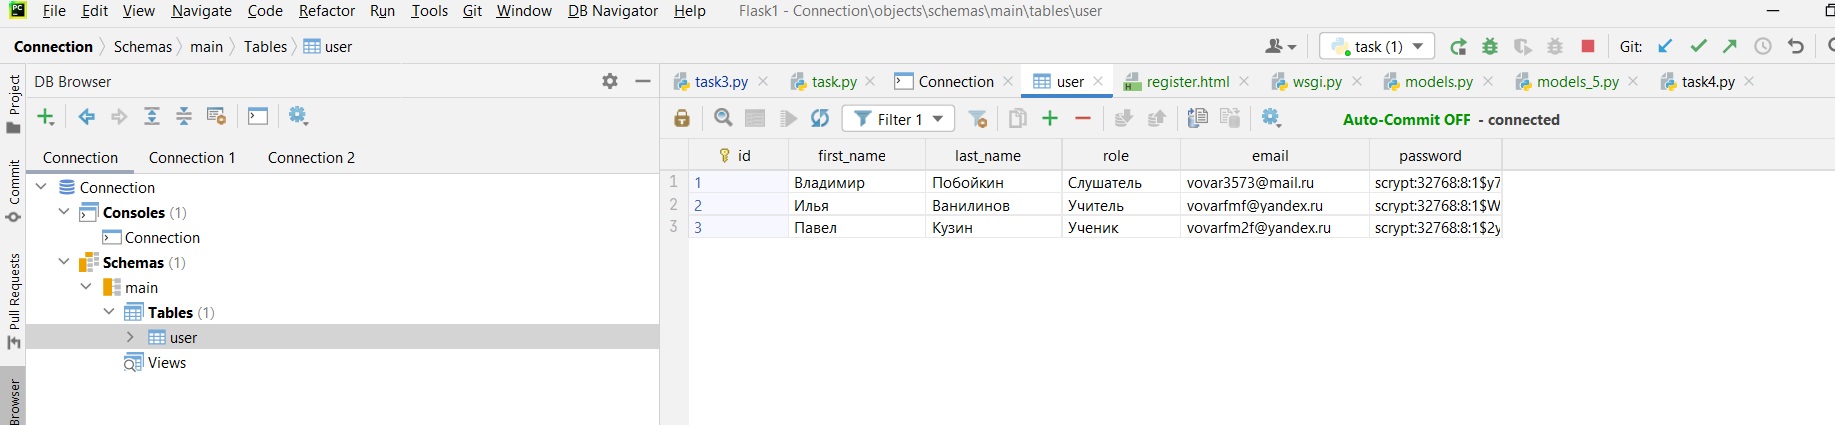 PC File Edit View Navigate Code Refactor Run Tools Git Window DB Navigator Help Flask1 - Connection\objects\schemas\main\tables\user
Connection Schemas main Tables user task (1) Git:
Project
Commit
Pull Requests
Browser
DB Browser
task3.py task.py Connection user register.html wsgi.py models.py models_5.py task4.py
Filter 1 Auto-Commit OFF - connected
Connection Connection 1 Connection 2
Connection
Consoles (1)
Connection
Schemas (1)
main
Tables (1)
user
Views
id first_name last_name role email password
1 1 Владимир Побойкин Слушатель vovar3573@mail.ru scrypt:32768:8:1$y7
2 2 Илья Ванилинов Учитель vovarfmf@yandex.ru scrypt:32768:8:1$W
3 3 Павел Кузин Ученик vovarfm2f@yandex.ru scrypt:32768:8:1$2y